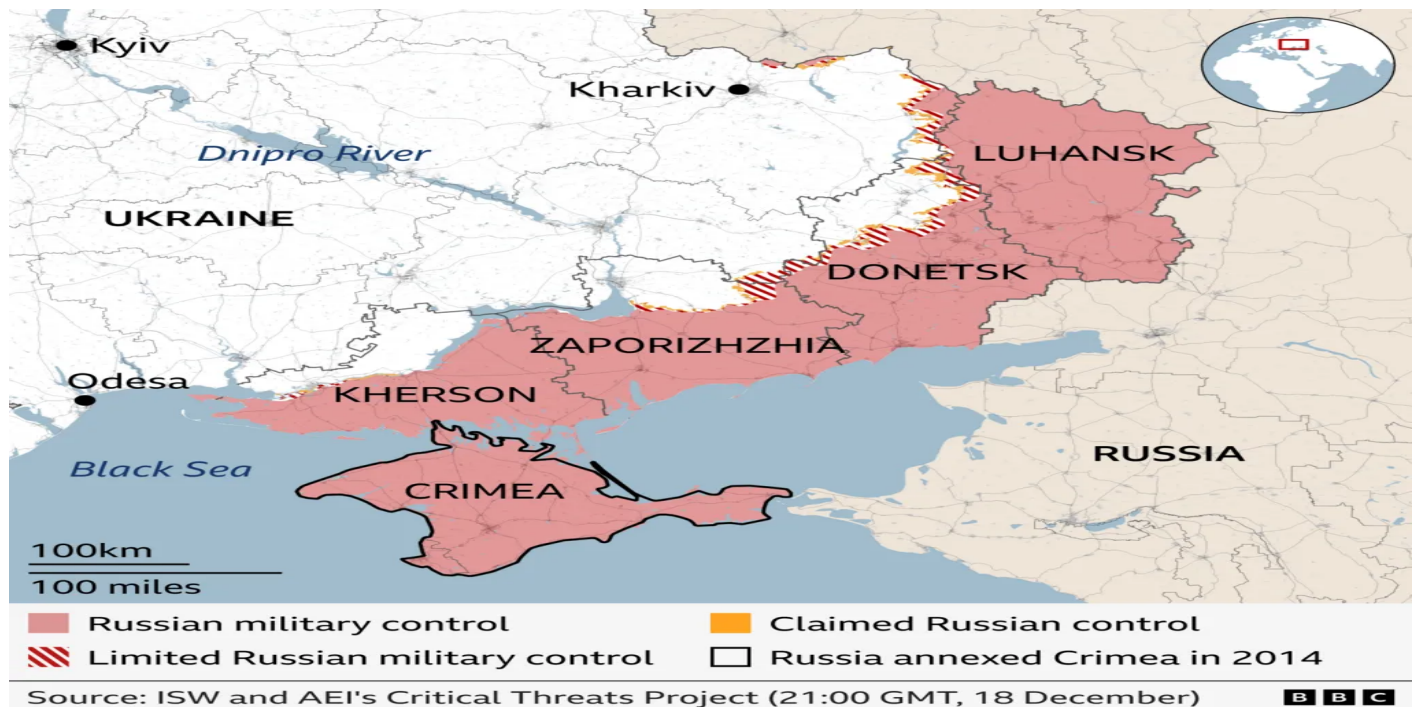 Kyiv
Kharkiv
Dnipro River
LUHANSK
UKRAINE
DONETSK
ZAPORIZHZHIA
Odesa
KHERSON
RUSSIA
Black Sea
CRIMEA
100km
100 miles
Russian military control
Claimed Russian control
Limited Russian military control
Russia annexed Crimea in 2014
Source: ISW and AEI's Critical Threats Project (21:00 GMT, 18 December)
BBC